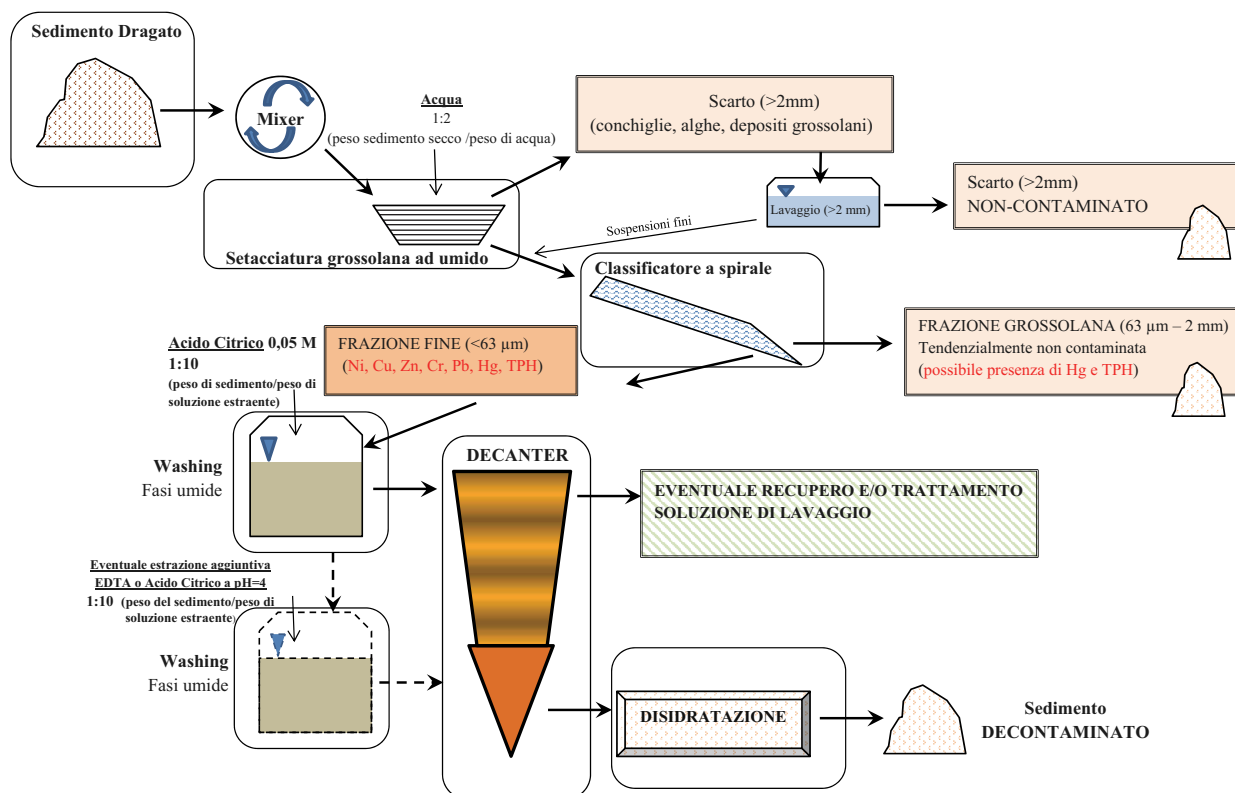 Sedimento Dragato
Mixer
Acqua
1:2
(peso sedimento secco /peso di acqua)
Scarto (>2mm)
(conchiglie, alghe, depositi grossolani)
Lavaggio (>2 mm)
Scarto (>2mm)
NON-CONTAMINATO
Sospensioni fini
Setacciatura grossolana ad umido
Classificatore a spirale
FRAZIONE GROSSOLANA (63 µm – 2 mm)
Tendenzialmente non contaminata
(possibile presenza di Hg e TPH)
FRAZIONE FINE (<63 µm)
(Ni, Cu, Zn, Cr, Pb, Hg, TPH)
Acido Citrico 0,05 M
1:10
(peso di sedimento/peso di
soluzione estraente)
Washing
Fasi umide
DECANTER
EVENTUALE RECUPERO E/O TRATTAMENTO
SOLUZIONE DI LAVAGGIO
Eventuale estrazione aggiuntiva
EDTA o Acido Citrico a pH=4
1:10 (peso del sedimento/peso di
soluzione estraente)
Washing
Fasi umide
DISIDRATAZIONE
Sedimento
DECONTAMINATO